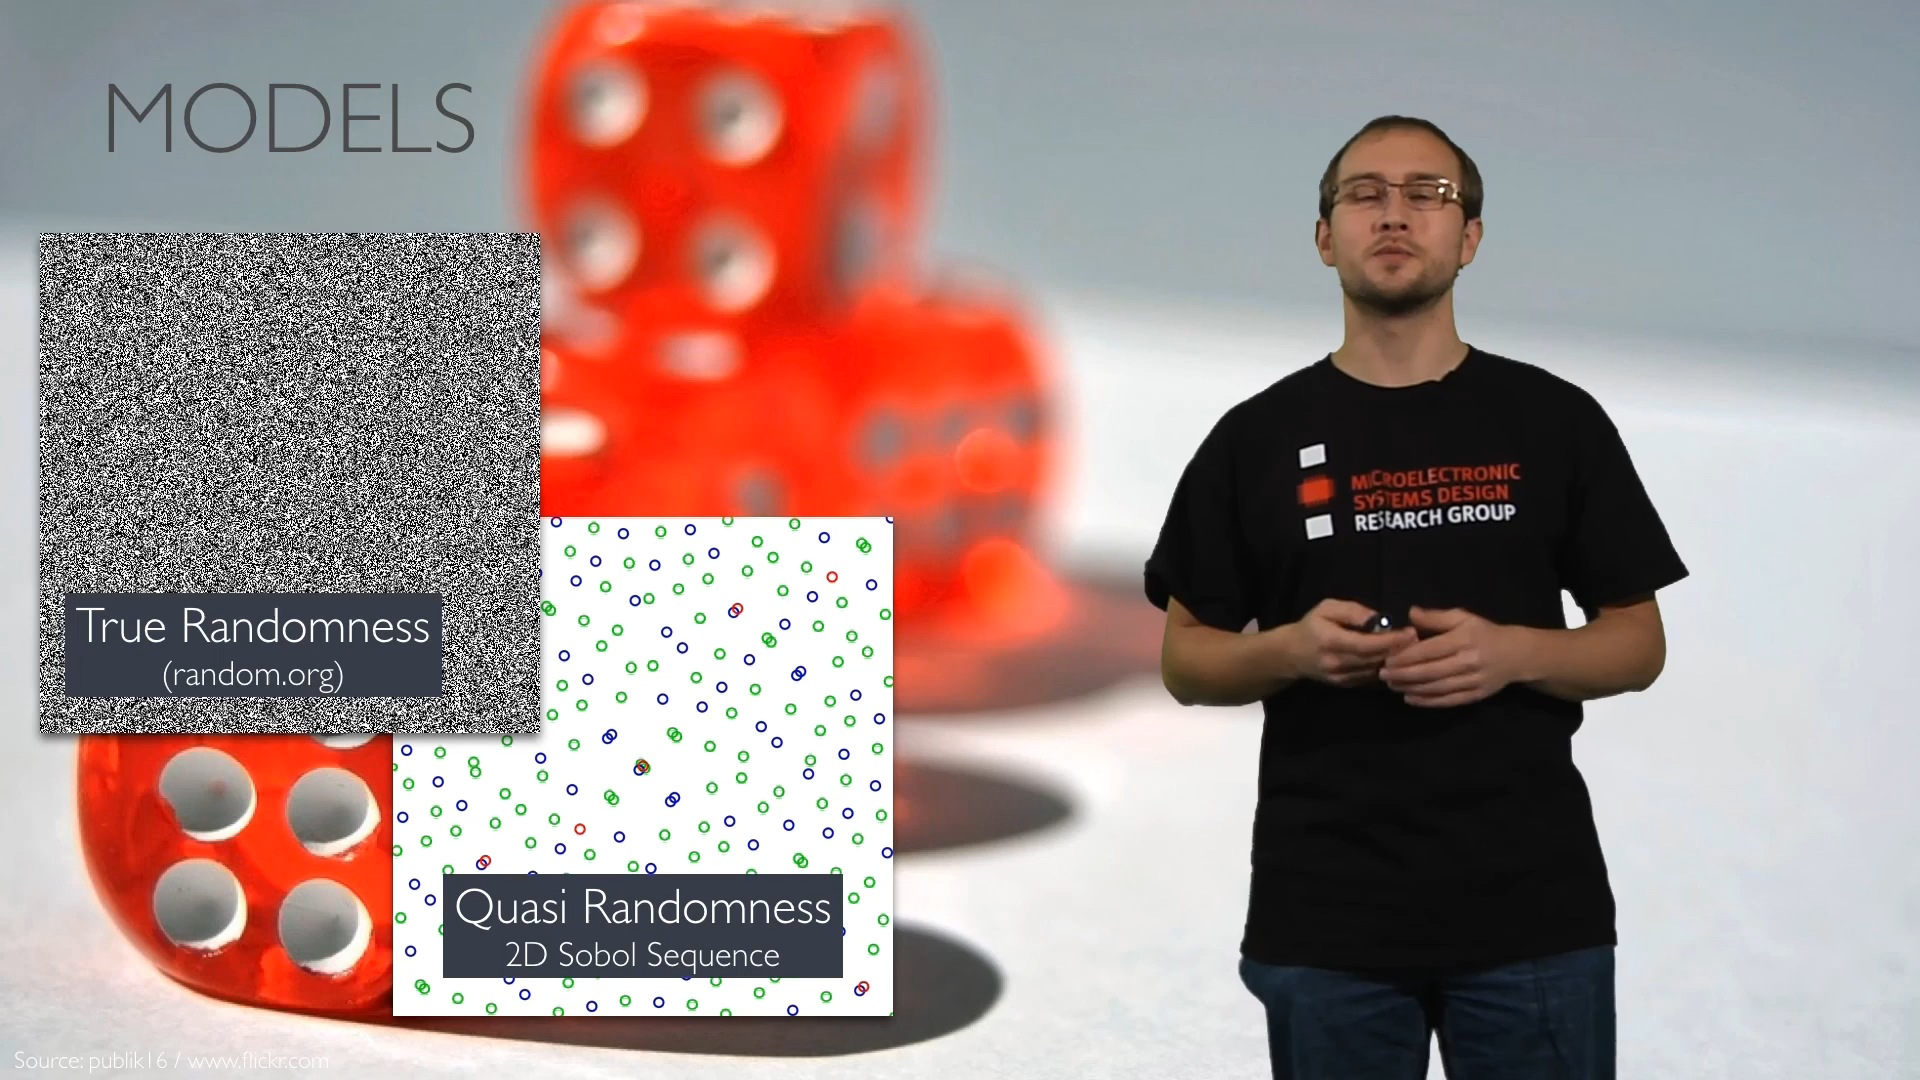 MODELS
True Randomness
(random.org)
Quasi Randomness
2D Sobol Sequence
MICROELECTRONIC
SYSTEMS DESIGN
RESEARCH GROUP
Source: publik16 / www.flickr.com